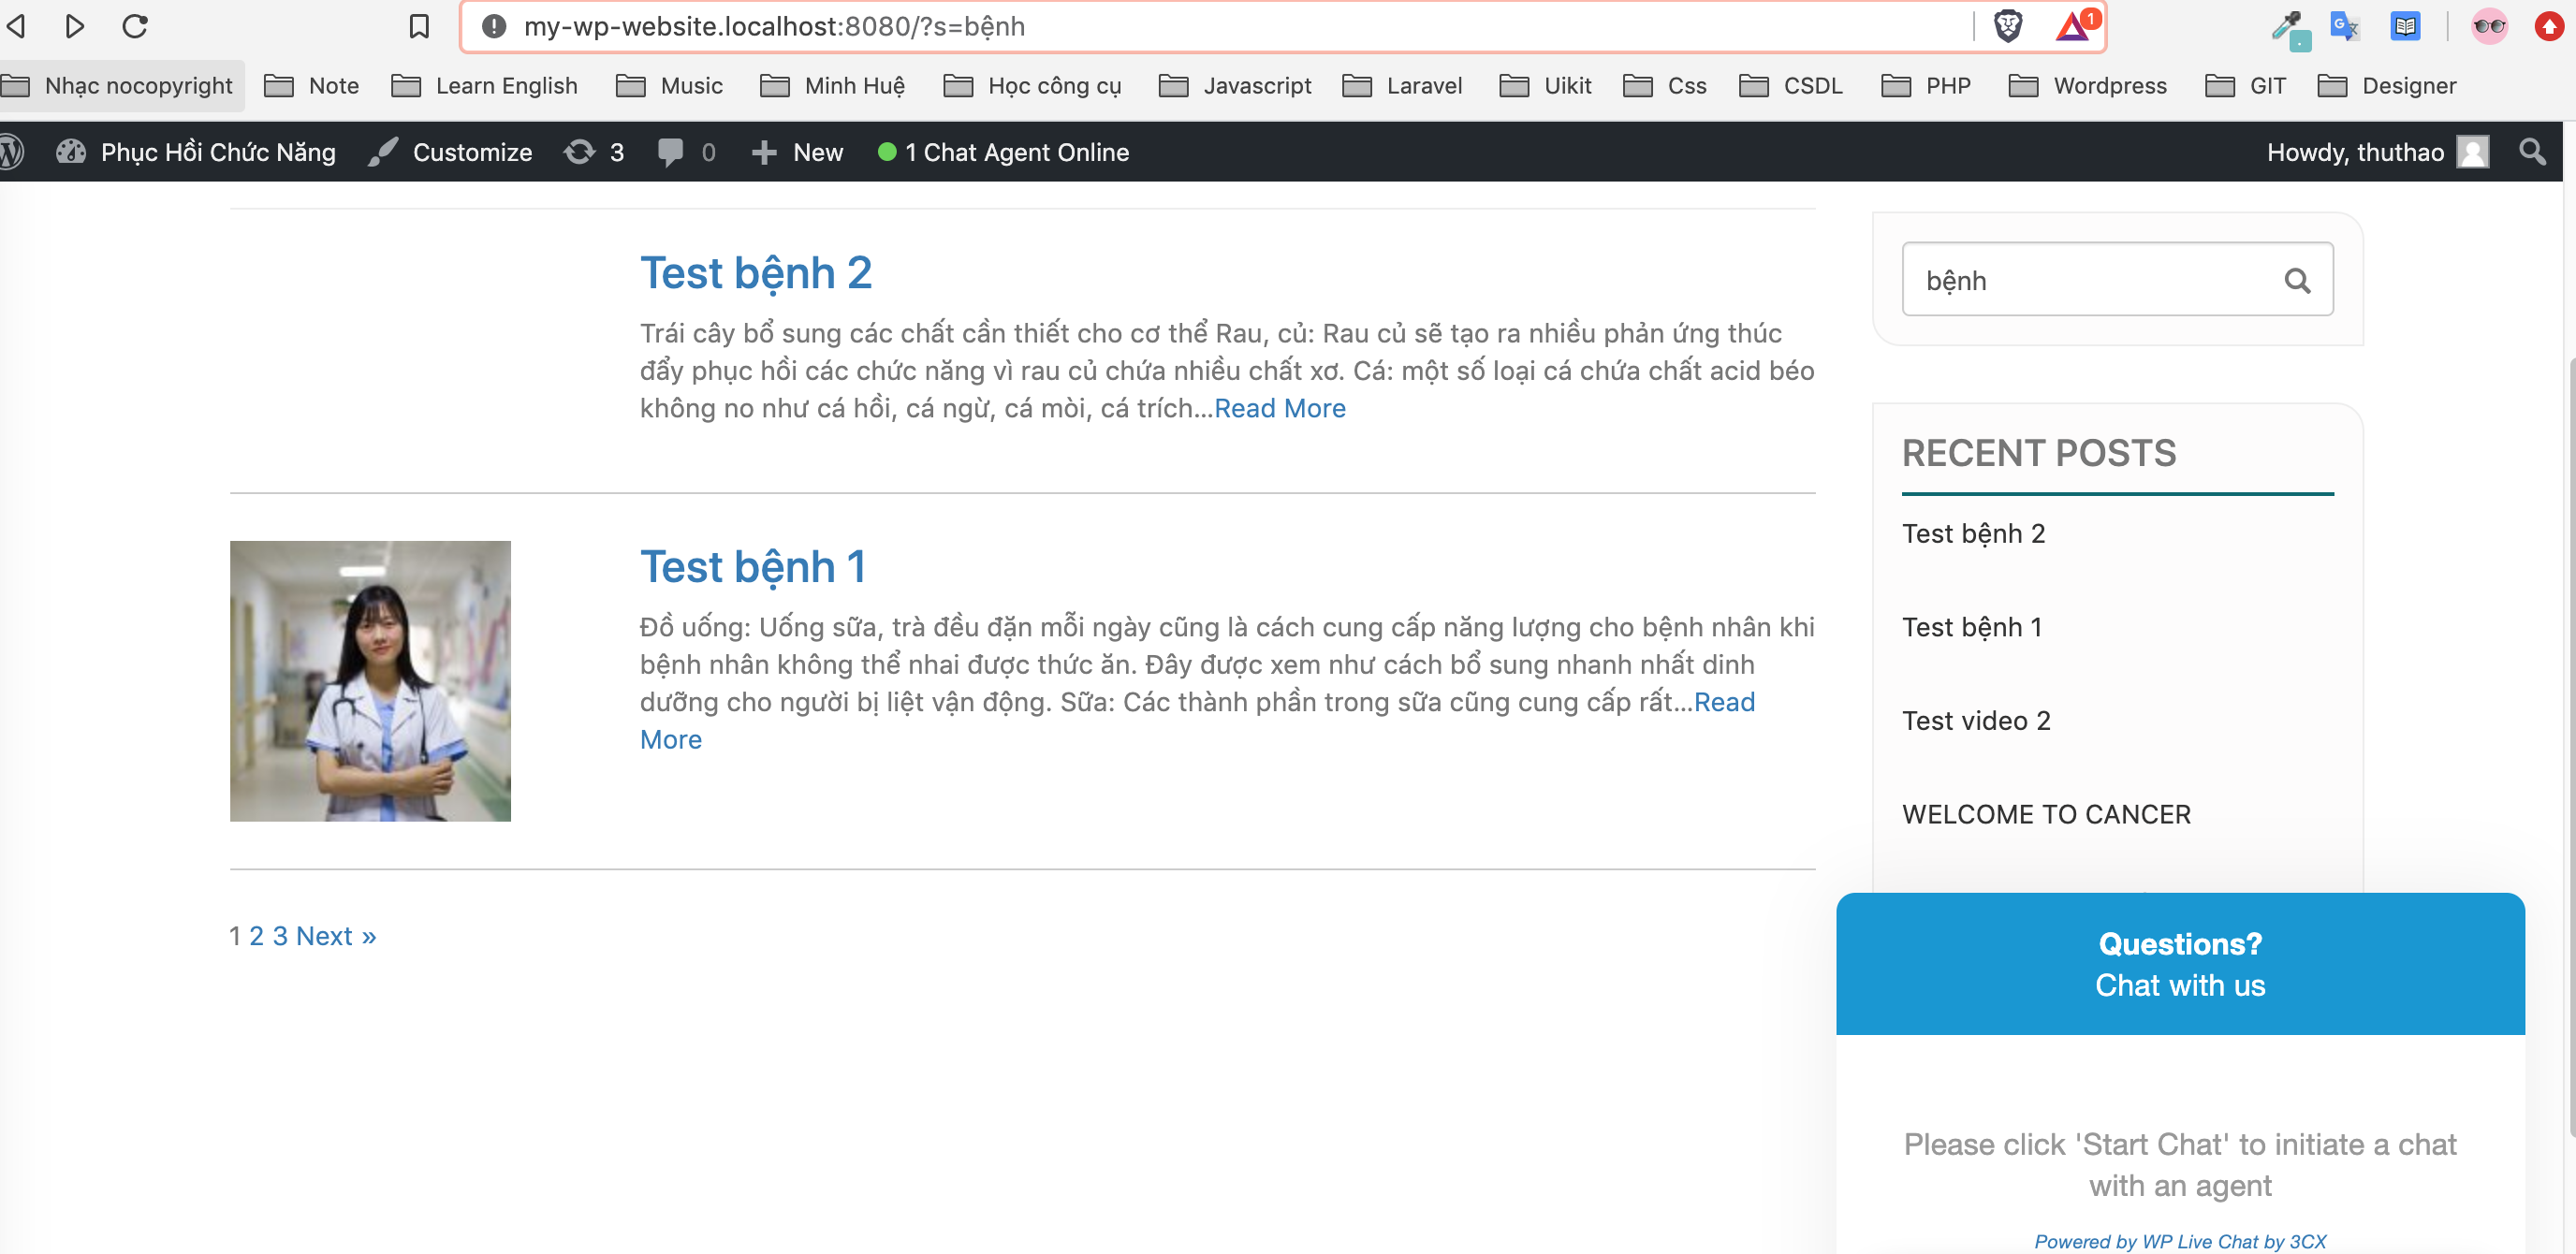 my-wp-website.localhost:8080/?s=bệnh
1
Nhạc nocopyright Note Learn English Music Minh Huệ Học công cụ Javascript Laravel Uikit Css CSDL PHP Wordpress GIT Designer
Phục Hồi Chức Năng Customize 3 0 New 1 Chat Agent Online Howdy, thuthao
Test bệnh 2
Trái cây bổ sung các chất cần thiết cho cơ thể Rau, củ: Rau củ sẽ tạo ra nhiều phản ứng thúc
đẩy phục hồi các chức năng vì rau củ chứa nhiều chất xơ. Cá: một số loại cá chứa chất acid béo
không no như cá hồi, cá ngừ, cá mòi, cá trích...Read More
Test bệnh 1
Đồ uống: Uống sữa, trà đều đặn mỗi ngày cũng là cách cung cấp năng lượng cho bệnh nhân khi
bệnh nhân không thể nhai được thức ăn. Đây được xem như cách bổ sung nhanh nhất dinh
dưỡng cho người bị liệt vận động. Sữa: Các thành phần trong sữa cũng cung cấp rất...Read
More
1 2 3 Next »
bệnh
RECENT POSTS
Test bệnh 2
Test bệnh 1
Test video 2
WELCOME TO CANCER
Questions?
Chat with us
Please click 'Start Chat' to initiate a chat
with an agent
Powered by WP Live Chat by 3CX